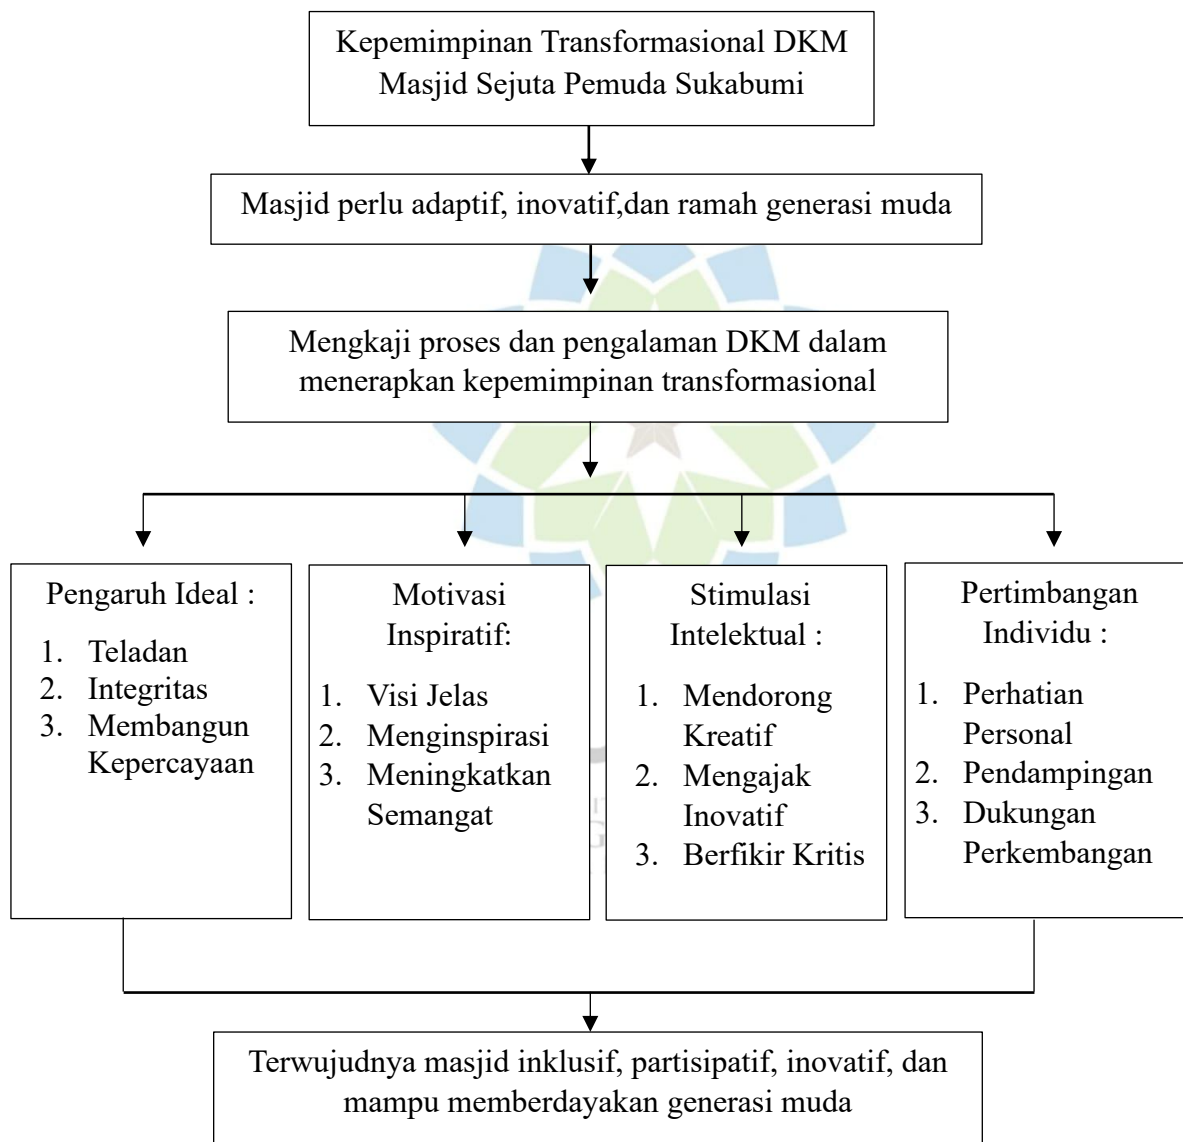 Kepemimpinan Transformasional DKM
Masjid Sejuta Pemuda Sukabumi
Masjid perlu adaptif, inovatif,dan ramah generasi muda
Mengkaji proses dan pengalaman DKM dalam
menerapkan kepemimpinan transformasional
Pengaruh Ideal :
1. Teladan
2. Integritas
3. Membangun
Kepercayaan
Motivasi
Inspiratif:
1. Visi Jelas
2. Menginspirasi
3. Meningkatkan
Semangat
Stimulasi
Intelektual :
1. Mendorong
Kreatif
2. Mengajak
Inovatif
3. Berfikir Kritis
Pertimbangan
Individu :
1. Perhatian
Personal
2. Pendampingan
3. Dukungan
Perkembangan
Terwujudnya masjid inklusif, partisipatif, inovatif, dan
mampu memberdayakan generasi muda